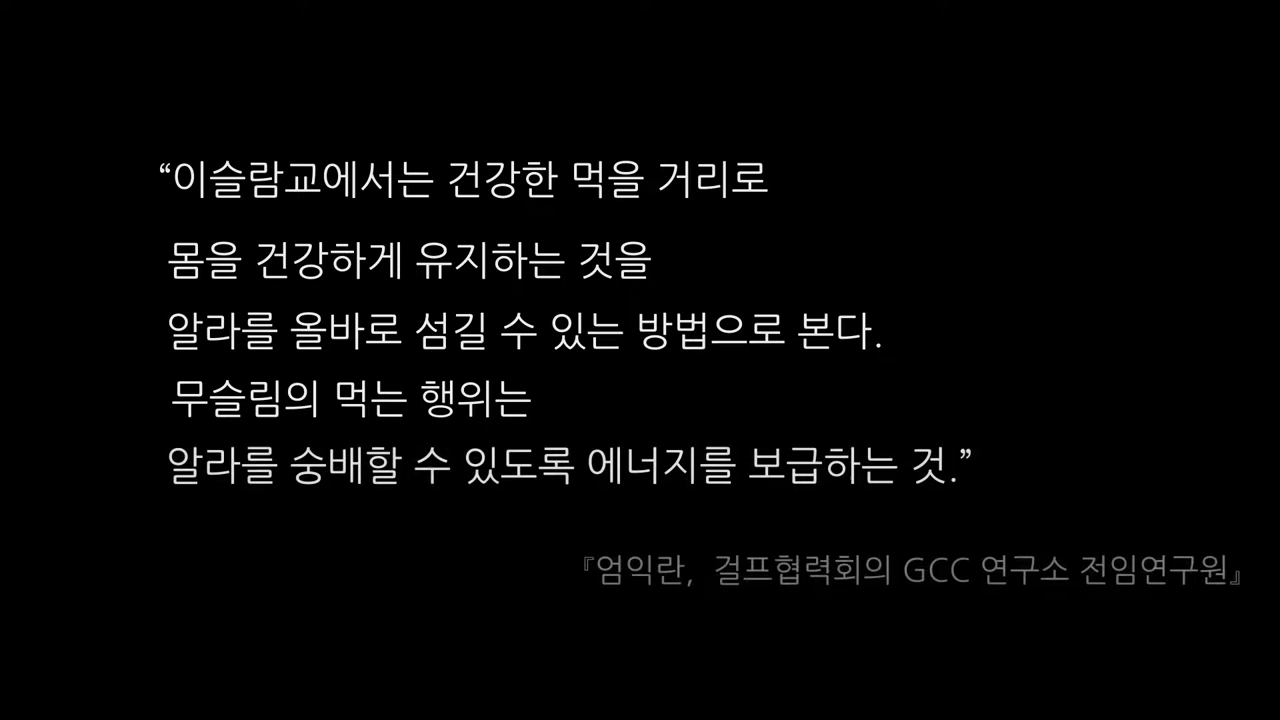 “이슬람교에서는 건강한 먹을 거리로
몸을 건강하게 유지하는 것을
알라를 올바로 섬길 수 있는 방법으로 본다.
무슬림의 먹는 행위는
알라를 숭배할 수 있도록 에너지를 보급하는 것.”
『엄익란, 걸프협력회의 GCC 연구소 전임연구원』